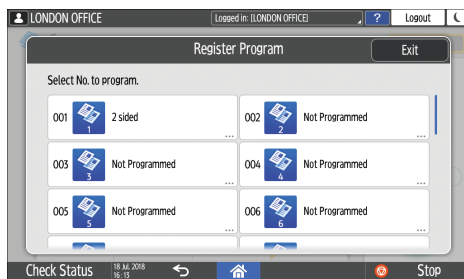 LONDON OFFICE
Logged in: [LONDON OFFICE]
?
Logout
Register Program
Exit
Select No. to program.
001 1 2 sided
002 2 Not Programmed
003 3 Not Programmed
004 4 Not Programmed
005 5 Not Programmed
006 6 Not Programmed
Check Status
18 Jul. 2018
16:13
Stop